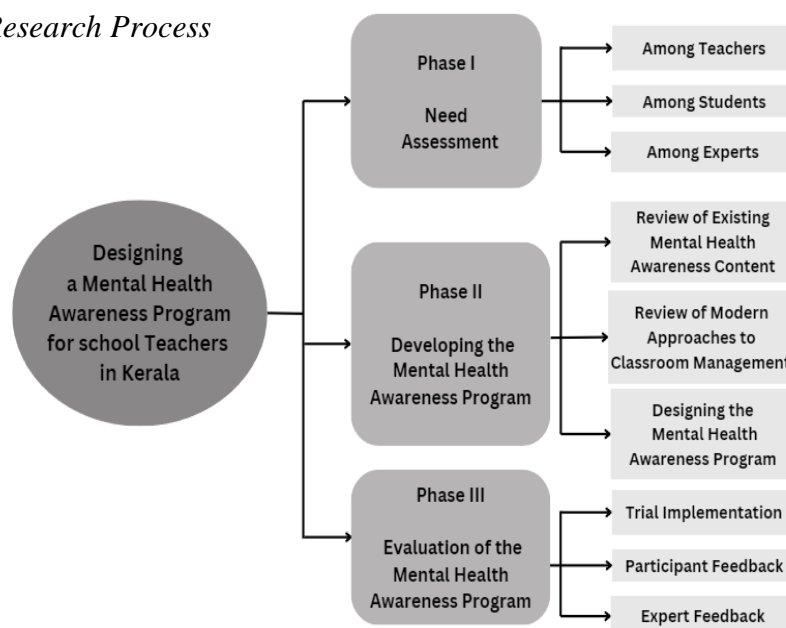 Research Process
Designing
a Mental Health
Awareness Program
for school Teachers
in Kerala
Phase I
Need
Assessment
Among Teachers
Among Students
Among Experts
Phase II
Developing the
Mental Health
Awareness Program
Review of Existing
Mental Health
Awareness Content
Review of Modern
Approaches to
Classroom Management
Designing the
Mental Health
Awareness Program
Phase III
Evaluation of the
Mental Health
Awareness Program
Trial Implementation
Participant Feedback
Expert Feedback